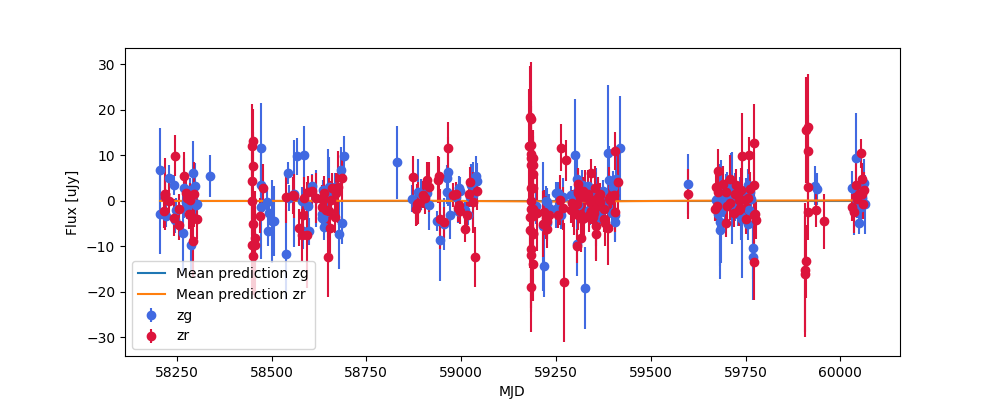 30
20
10
0
−10
−20
−30
Flux [uJy]
Mean prediction zg
Mean prediction zr
zg
zr
58250
58500
58750
59000
59250
59500
59750
60000
MJD